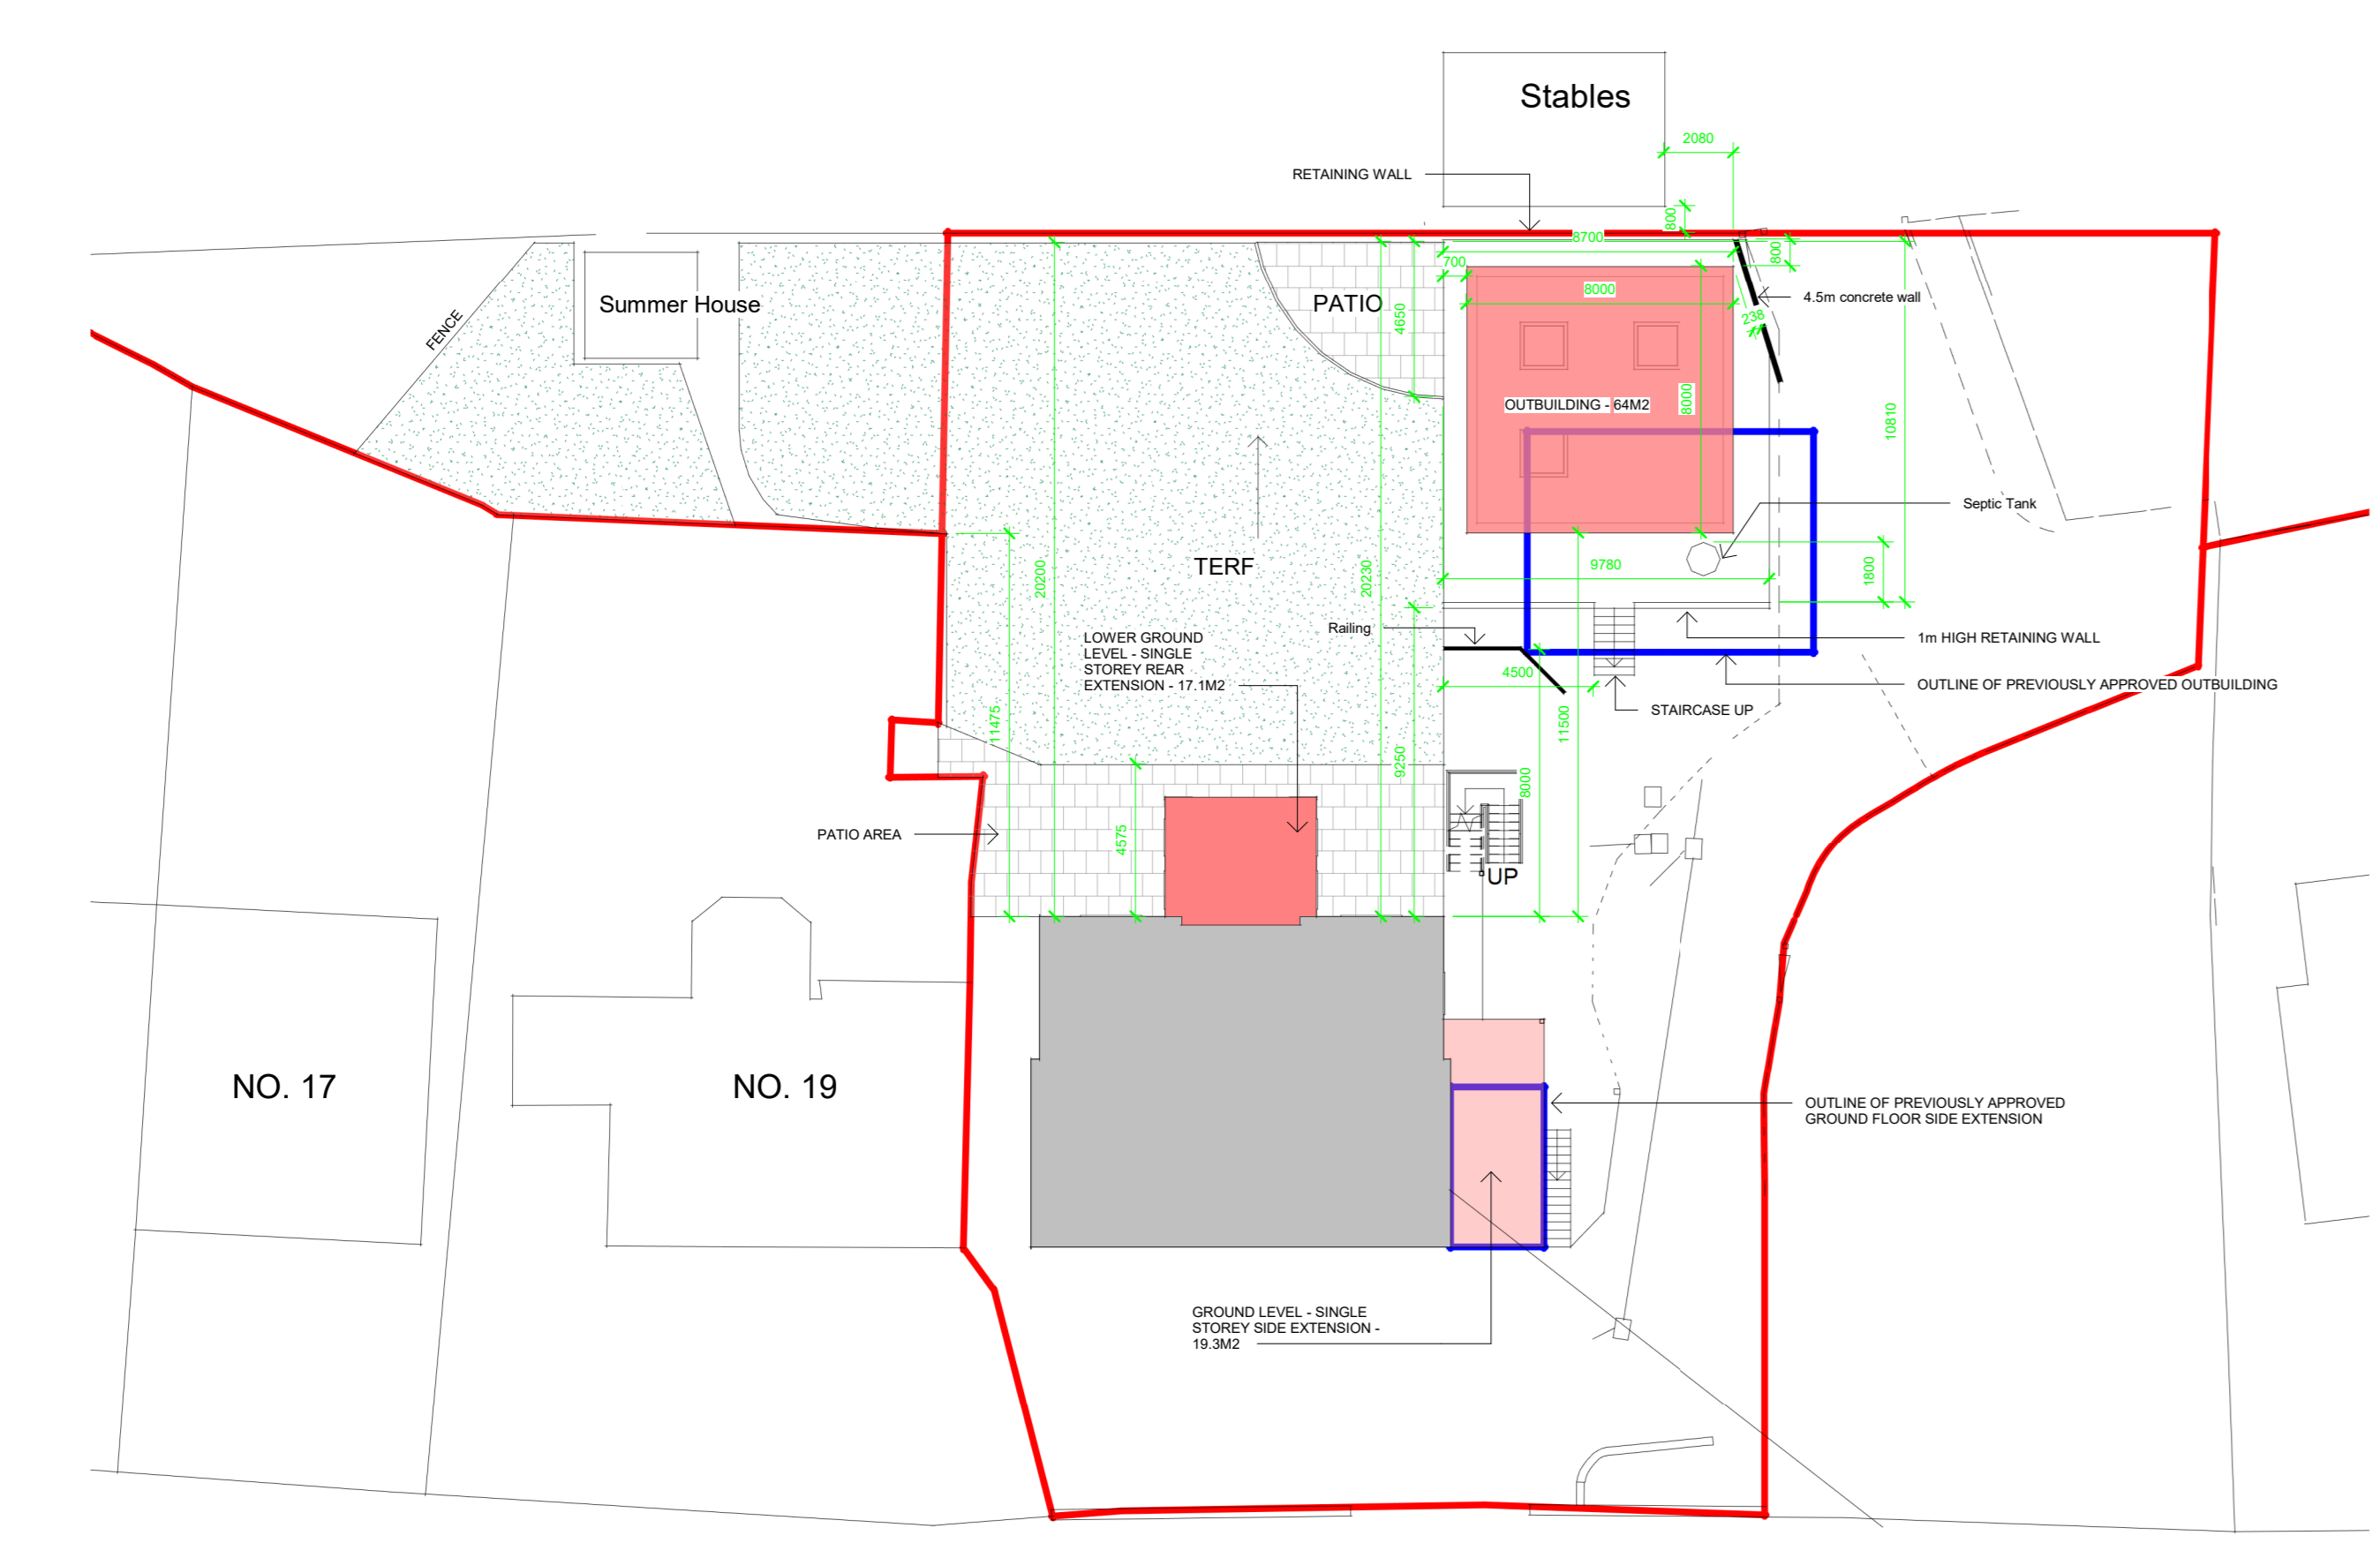 Stables
2080
RETAINING WALL
800
8700
800
700
Summer House
PATIO
8000
4.5m concrete wall
FENCE
4650
238
OUTBUILDING - 64M2
8000
10810
Septic Tank
TERF
20200
20230
9780
1800
Railing
LOWER GROUND
LEVEL - SINGLE
STOREY REAR
EXTENSION - 17.1M2
1m HIGH RETAINING WALL
4500
OUTLINE OF PREVIOUSLY APPROVED OUTBUILDING
STAIRCASE UP
11475
11500
9250
8000
PATIO AREA
4575
UP
NO. 17
NO. 19
OUTLINE OF PREVIOUSLY APPROVED
GROUND FLOOR SIDE EXTENSION
GROUND LEVEL - SINGLE
STOREY SIDE EXTENSION -
19.3M2